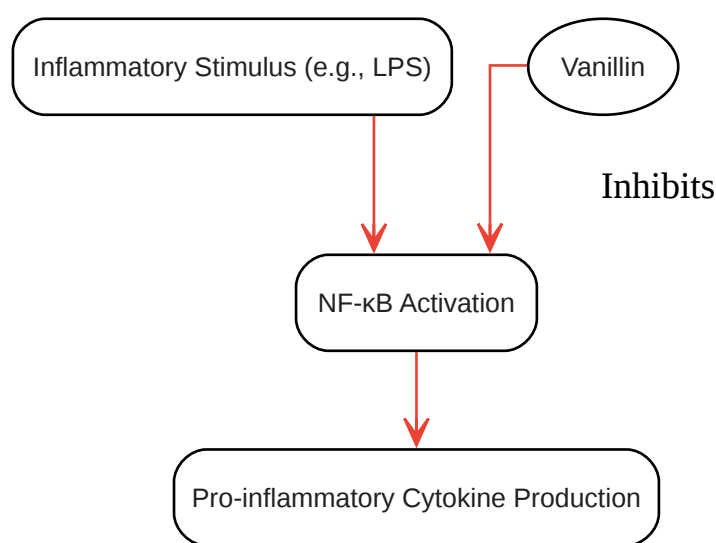 Inflammatory Stimulus (e.g., LPS)
Vanillin
Inhibits
NF-κB Activation
Pro-inflammatory Cytokine Production